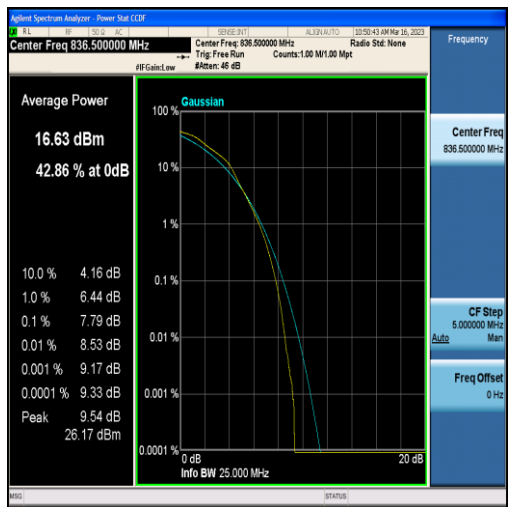 Agilent Spectrum Analyzer - Power Stat CCDF
RL RF 50 Ω AC SENSE:INT ALIGN AUTO 10:50:43 AM Mar 16, 2023
Center Freq 836.500000 MHz
Center Freq: 836.500000 MHz Radio Std: None
Trig: Free Run Counts:1.00 M/1.00 Mpt
#IFGain:Low #Atten: 46 dB
Frequency
Average Power
16.63 dBm
42.86 % at 0dB
10.0 % 4.16 dB
1.0 % 6.44 dB
0.1 % 7.79 dB
0.01 % 8.53 dB
0.001 % 9.17 dB
0.0001 % 9.33 dB
Peak 9.54 dB
26.17 dBm
Gaussian
100 %
10 %
1 %
0.1 %
0.01 %
0.001 %
0.0001 %
0 dB 20 dB
Info BW 25.000 MHz
Center Freq
836.500000 MHz
CF Step
5.000000 MHz
Auto Man
Freq Offset
0 Hz
MSG STATUS